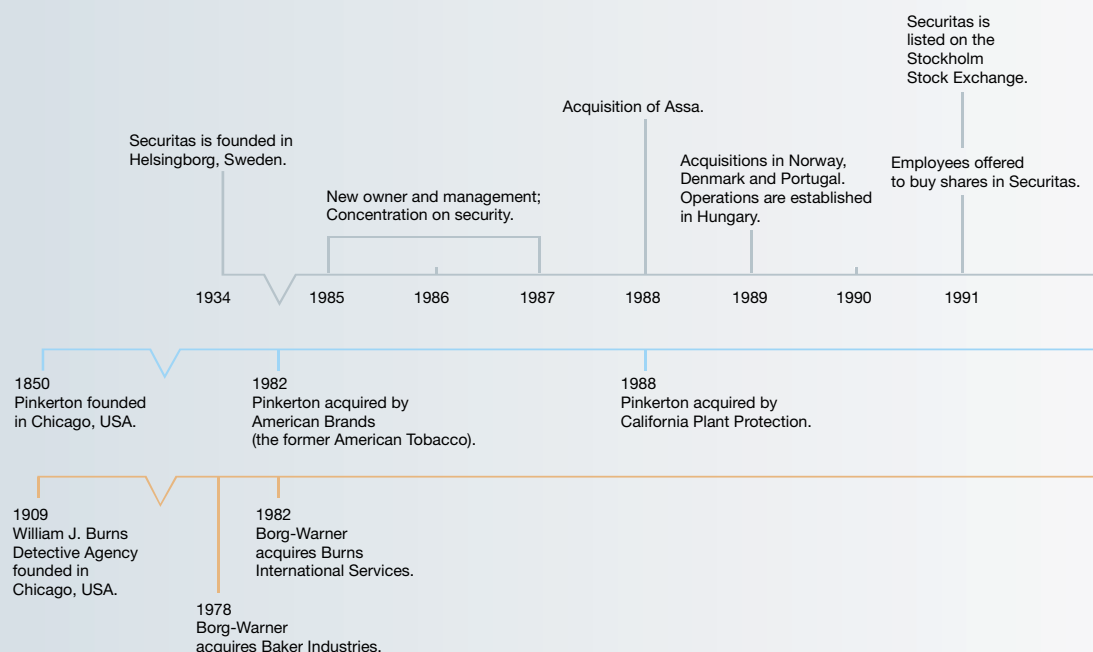 Securitas is
listed on the
Stockholm
Stock Exchange.
Acquisition of Assa.
Securitas is founded in
Helsingborg, Sweden.
Acquisitions in Norway,
Denmark and Portugal.
Operations are established
in Hungary.
Employees offered
to buy shares in Securitas.
New owner and management;
Concentration on security.
1934 1985 1986 1987 1988 1989 1990 1991
1850
Pinkerton founded
in Chicago, USA.
1982
Pinkerton acquired by
American Brands
(the former American Tobacco).
1988
Pinkerton acquired by
California Plant Protection.
1909
William J. Burns
Detective Agency
founded in
Chicago, USA.
1982
Borg-Warner
acquires Burns
International Services.
1978
Borg-Warner
acquires Baker Industries.